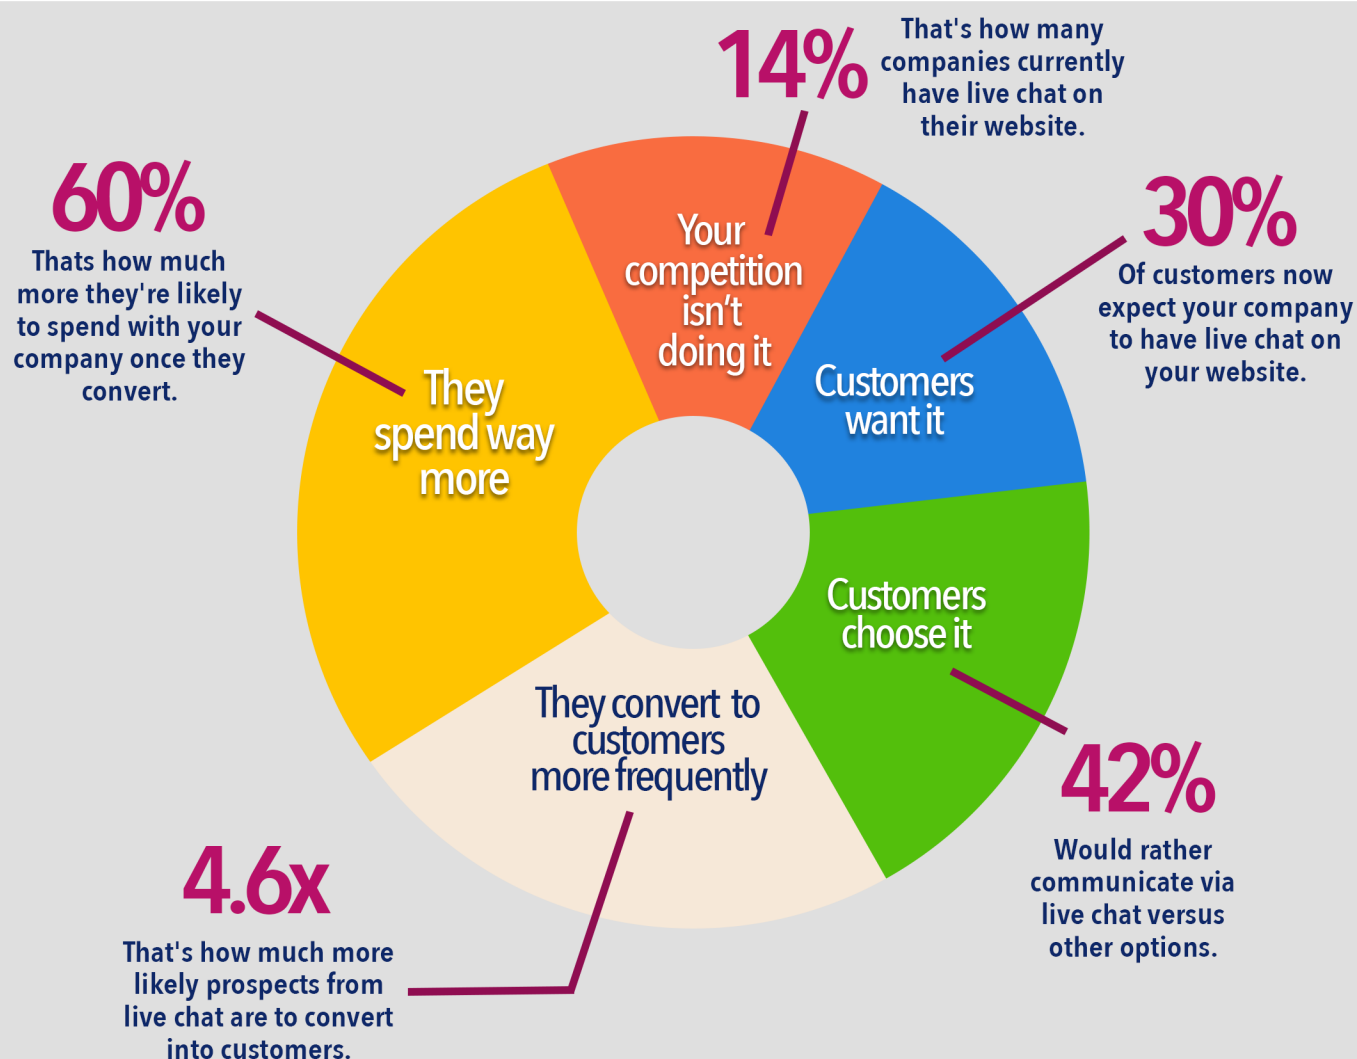 14%
That's how many
companies currently
have live chat on
their website.
60%
Thats how much
more they're likely
to spend with your
company once they
convert.
30%
Of customers now
expect your company
to have live chat on
your website.
Your
competition
isn't
doing it
Customers
want it
They
spend way
more
Customers
choose it
They convert to
customers
more frequently
42%
Would rather
communicate via
live chat versus
other options.
4.6x
That's how much more
likely prospects from
live chat are to convert
into customers.